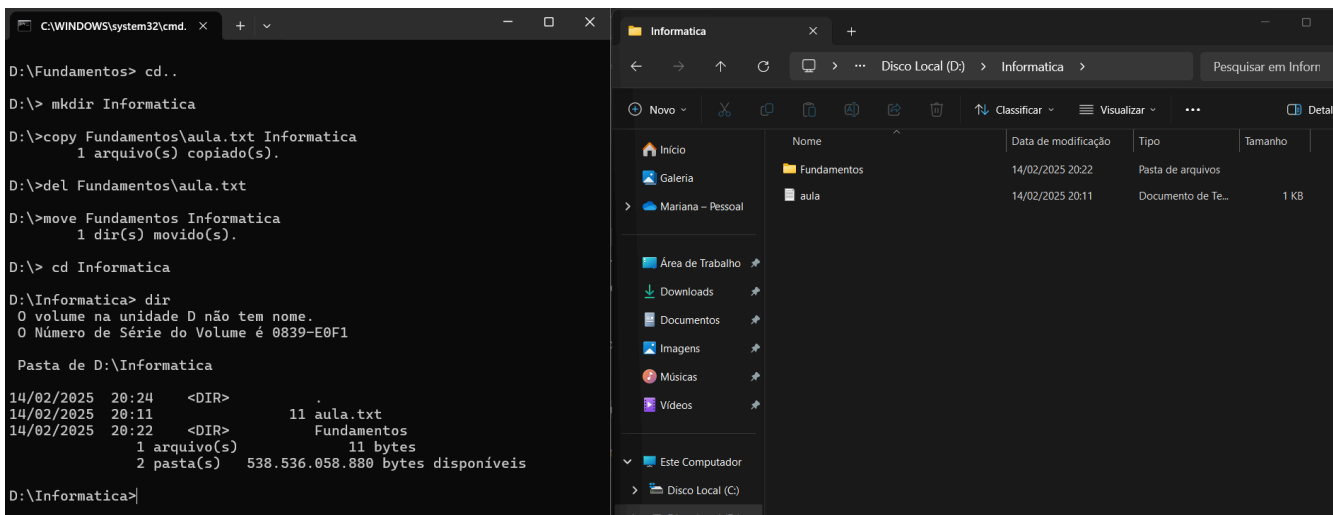 C:\WINDOWS\system32\cmd.
D:\Fundamentos> cd..
D:\> mkdir Informatica
D:\>copy Fundamentos\aula.txt Informatica
1 arquivo(s) copiado(s).
D:\>del Fundamentos\aula.txt
D:\>move Fundamentos Informatica
1 dir(s) movido(s).
D:\> cd Informatica
D:\Informatica> dir
O volume na unidade D não tem nome.
O Número de Série do Volume é 0839-E0F1
Pasta de D:\Informatica
14/02/2025 20:24 <DIR> .
14/02/2025 20:11 11 aula.txt
14/02/2025 20:22 <DIR> Fundamentos
1 arquivo(s) 11 bytes
2 pasta(s) 538.536.058.880 bytes disponíveis
D:\Informatica>
Informatica
Disco Local (D:) > Informatica >
Pesquisar em Inforn
Novo
Classificar
Visualizar
Detal
Início
Galeria
Mariana – Pessoal
Área de Trabalho
Downloads
Documentos
Imagens
Músicas
Vídeos
Este Computador
Disco Local (C:)
Nome Data de modificação Tipo Tamanho
Fundamentos 14/02/2025 20:22 Pasta de arquivos
aula 14/02/2025 20:11 Documento de Te... 1 KB